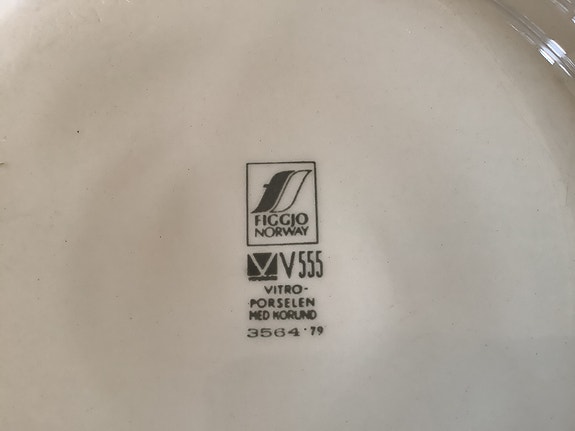 FIGGJO
NORWAY
V V555
VITRO-
PORSELEN
MED KORUND
3564·79